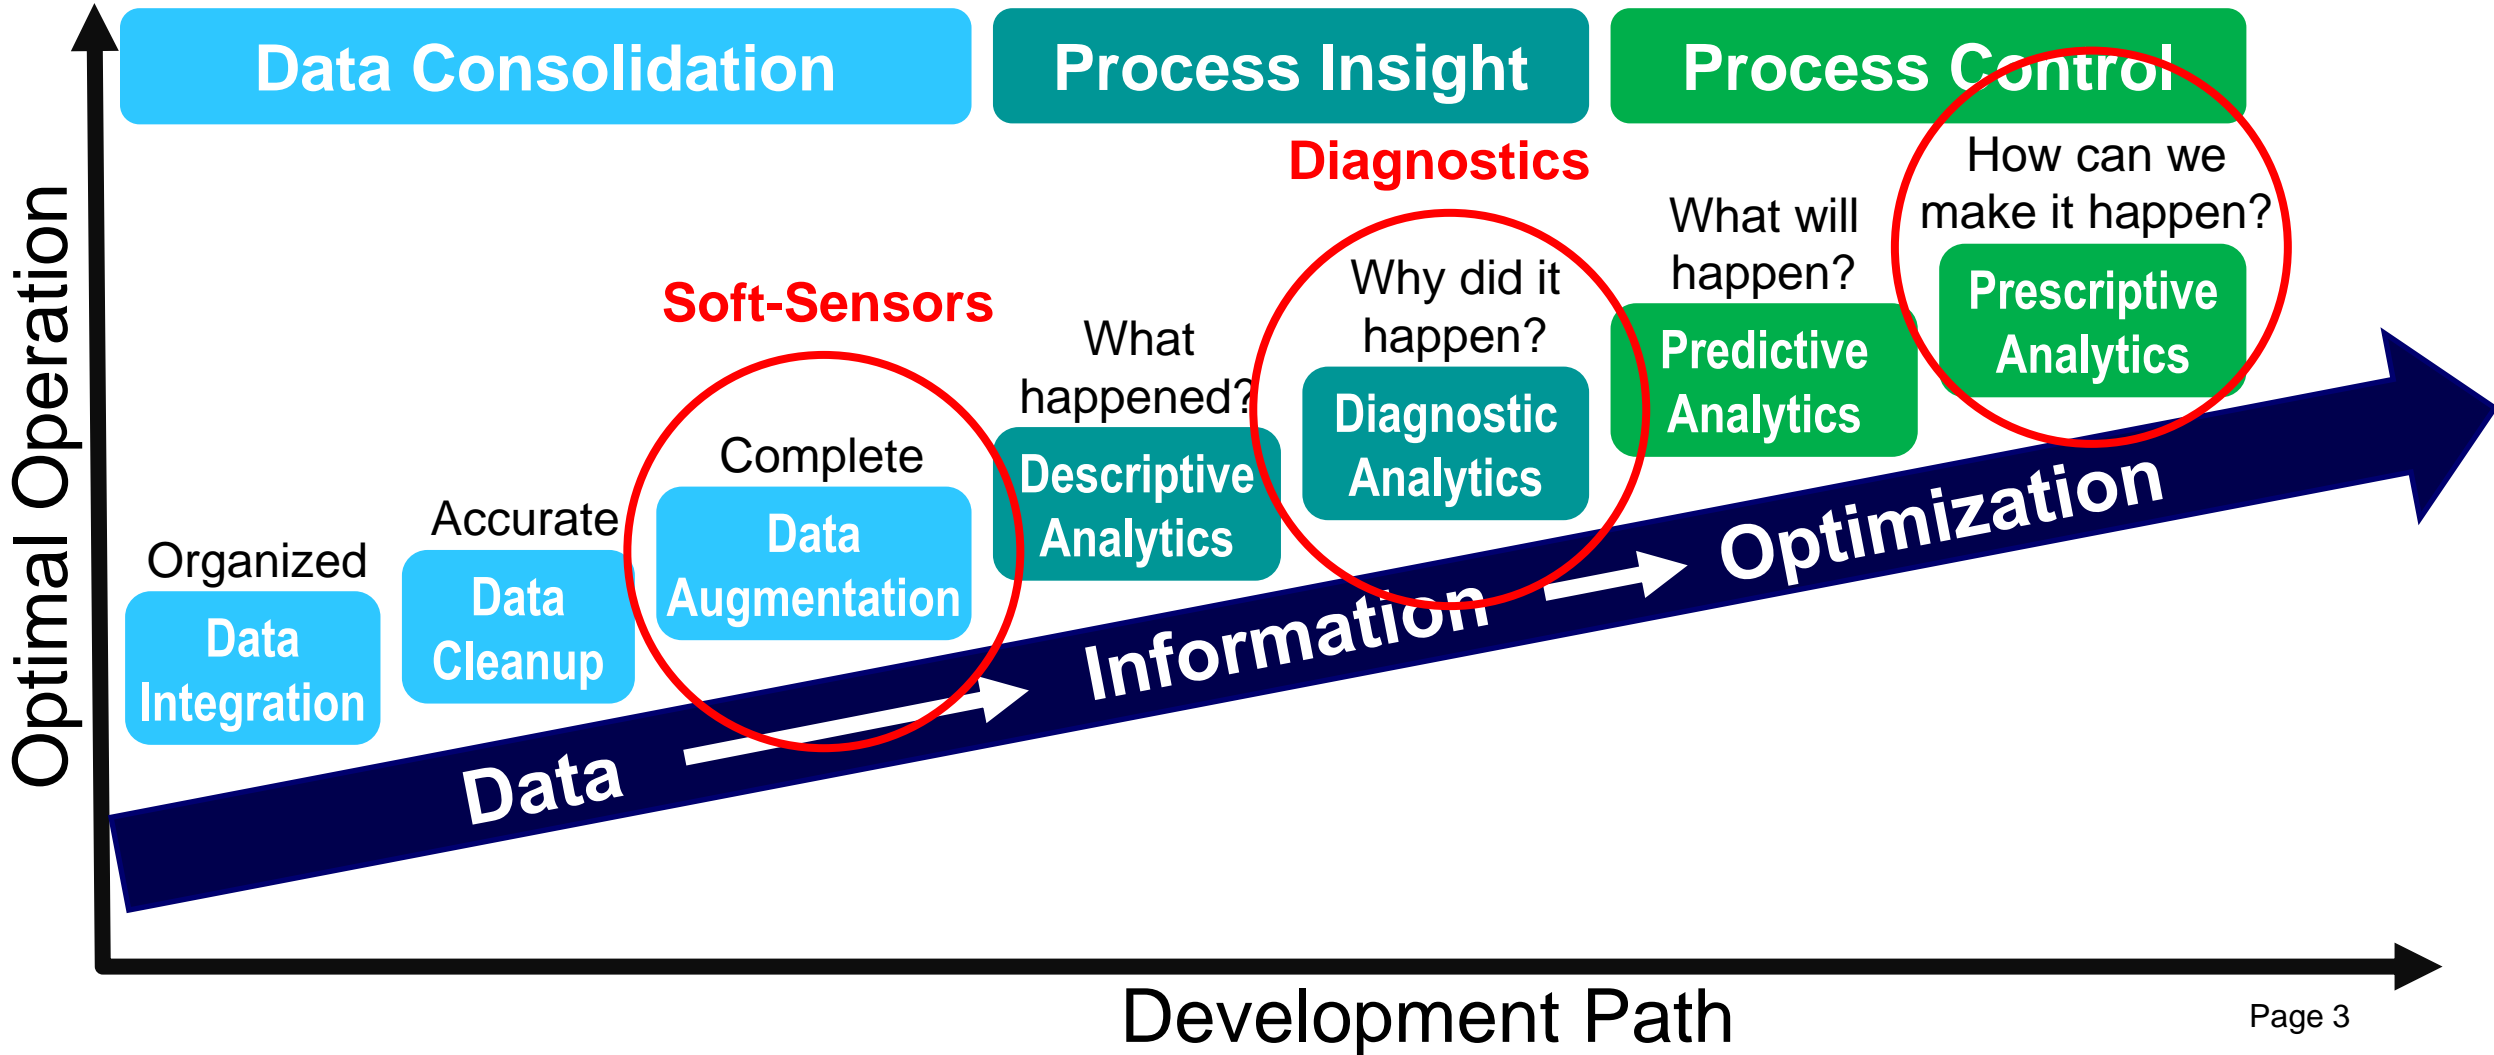 Data Consolidation
Process Insight
Process Control
Optimal Operation
Organized
Data
Integration
Accurate
Data
Cleanup
Soft-Sensors
Complete
Data
Augmentation
What
happened?
Descriptive
Analytics
Diagnostics
Why did it
happen?
Diagnostic
Analytics
What will
happen?
Predictive
Analytics
How can we
make it happen?
Prescriptive
Analytics
Data
Information
Optimization
Development Path
Page 3